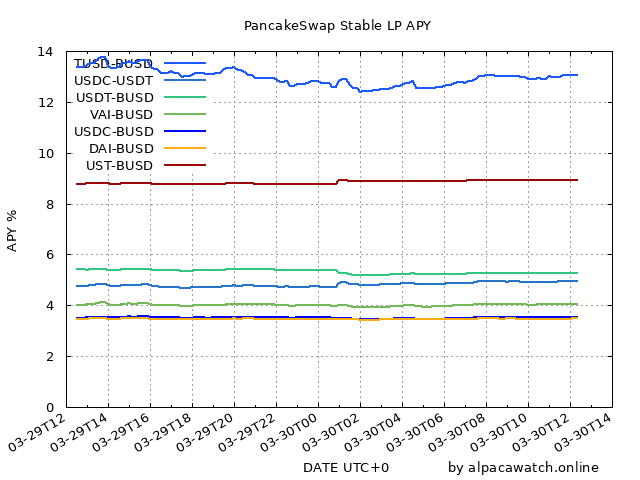 PancakeSwap Stable LP APY
14
12
10
8
6
4
2
0
APY %
TUSD-BUSD
USDC-USDT
USDT-BUSD
VAI-BUSD
USDC-BUSD
DAI-BUSD
UST-BUSD
03-29T12
03-29T14
03-29T16
03-29T18
03-29T20
03-29T22
03-30T00
03-30T02
03-30T04
03-30T06
03-30T08
03-30T10
03-30T12
03-30T14
DATE UTC+0
by alpacawatch.online